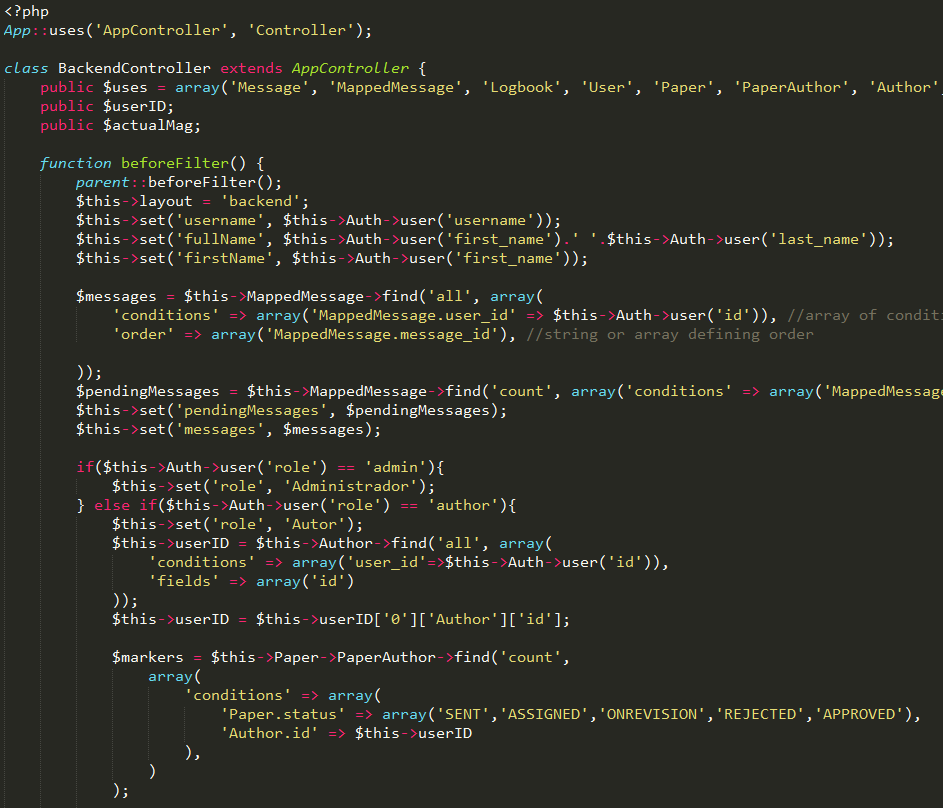 <?php
App::uses('AppController', 'Controller');
class BackendController extends AppController {
public $uses = array('Message', 'MappedMessage', 'Logbook', 'User', 'Paper', 'PaperAuthor', 'Author',
public $userID;
public $actualMag;
function beforeFilter() {
parent::beforeFilter();
$this->layout = 'backend';
$this->set('username', $this->Auth->user('username'));
$this->set('fullName', $this->Auth->user('first_name').' '.$this->Auth->user('last_name'));
$this->set('firstName', $this->Auth->user('first_name'));
$messages = $this->MappedMessage->find('all', array(
'conditions' => array('MappedMessage.user_id' => $this->Auth->user('id')), //array of conditi
'order' => array('MappedMessage.message_id'), //string or array defining order
));
$pendingMessages = $this->MappedMessage->find('count', array('conditions' => array('MappedMessage
$this->set('pendingMessages', $pendingMessages);
$this->set('messages', $messages);
if($this->Auth->user('role') == 'admin'){
$this->set('role', 'Administrador');
} else if($this->Auth->user('role') == 'author'){
$this->set('role', 'Autor');
$this->userID = $this->Author->find('all', array(
'conditions' => array('user_id'=>$this->Auth->user('id')),
'fields' => array('id')
));
$this->userID = $this->userID['0']['Author']['id'];
$markers = $this->Paper->PaperAuthor->find('count',
array(
'conditions' => array(
'Paper.status' => array('SENT','ASSIGNED','ONREVISION','REJECTED','APPROVED'),
'Author.id' => $this->userID
),
)
);